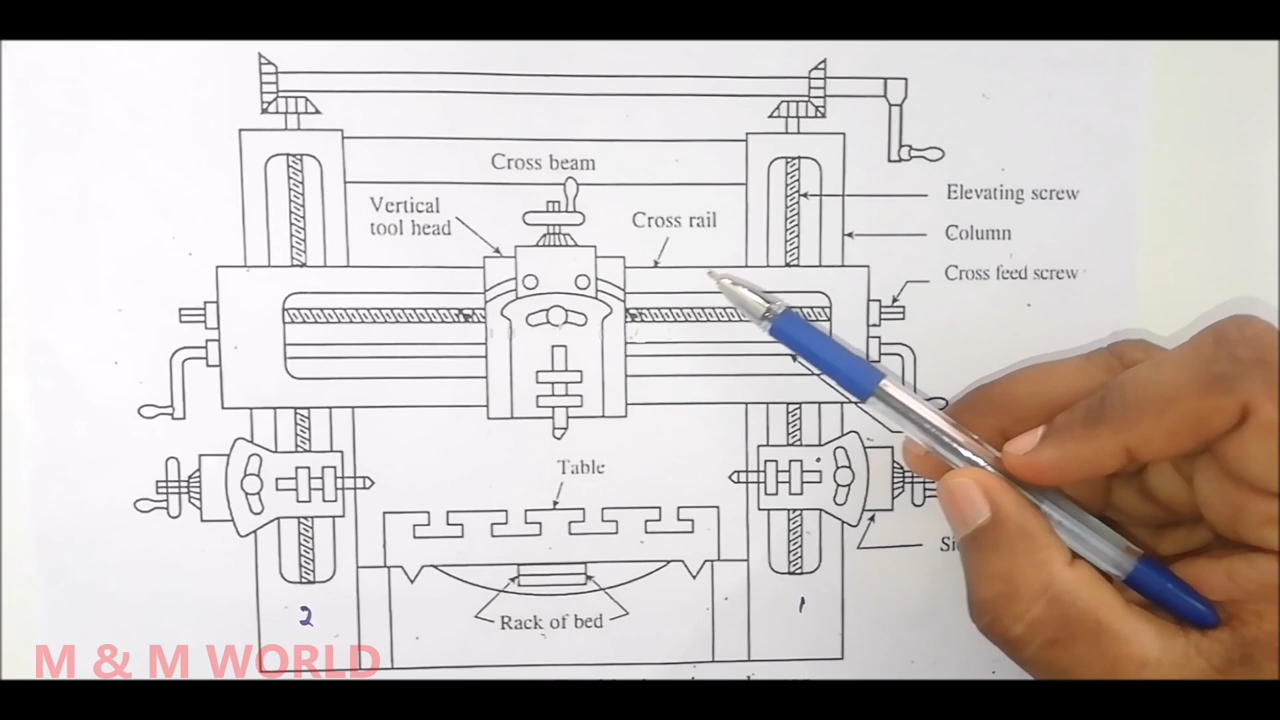 Cross beam
Vertical
tool head
Cross rail
Elevating screw
Column
Cross feed screw
Table
Rack of bed
2
1
M & M WORLD